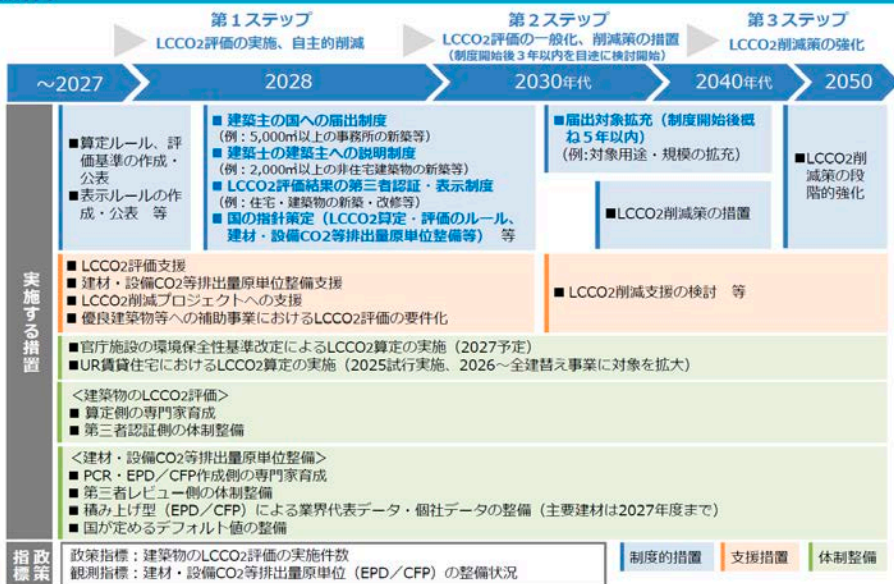 第1ステップ
LCCO2評価の実施、自主的削減
第2ステップ
LCCO2評価の一般化、削減策の措置
(制度開始後3年以内を目途に検討開始)
第3ステップ
LCCO2削減策の強化
~2027
2028
2030年代
2040年代
2050
実施する措置
■算定ルール、評
価基準の作成・
公表
■表示ルールの作
成・公表 等
■ 建築主の国への届出制度
(例:5,000㎡以上の事務所の新築等)
■ 建築士の建築主への説明制度
(例:2,000㎡以上の非住宅建築物の新築等)
■ LCCO2評価結果の第三者認証・表示制度
(例:住宅・建築物の新築・改修等)
■ 国の指針策定(LCCO2算定・評価のルール、
建材・設備CO2等排出量原単位整備等) 等
■届出対象拡充(制度開始後概
ね5年以内)
(例:対象用途・規模の拡充)
■LCCO2削減策の措置
■LCCO2削
減策の段
階的強化
■ LCCO2評価支援
■ 建材・設備CO2等排出量原単位整備支援
■ LCCO2削減プロジェクトへの支援
■ 優良建築物等への補助事業におけるLCCO2評価の要件化
■ LCCO2削減支援の検討 等
■官庁施設の環境保全性基準改定によるLCCO2算定の実施(2027予定)
■UR賃貸住宅におけるLCCO2算定の実施(2025試行実施、2026~全建替え事業に対象を拡大)
<建築物のLCCO2評価>
■ 算定側の専門家育成
■ 第三者認証側の体制整備
<建材・設備CO2等排出量原単位整備>
■ PCR・EPD/CFP作成側の専門家育成
■ 第三者レビュー側の体制整備
■ 積み上げ型(EPD/CFP)による業界代表データ・個社データの整備(主要建材は2027年度まで)
■ 国が定めるデフォルト値の整備
政策指標
政策指標:建築物のLCCO2評価の実施件数
観測指標:建材・設備CO2等排出量原単位(EPD/CFP)の整備状況
制度的措置
支援措置
体制整備